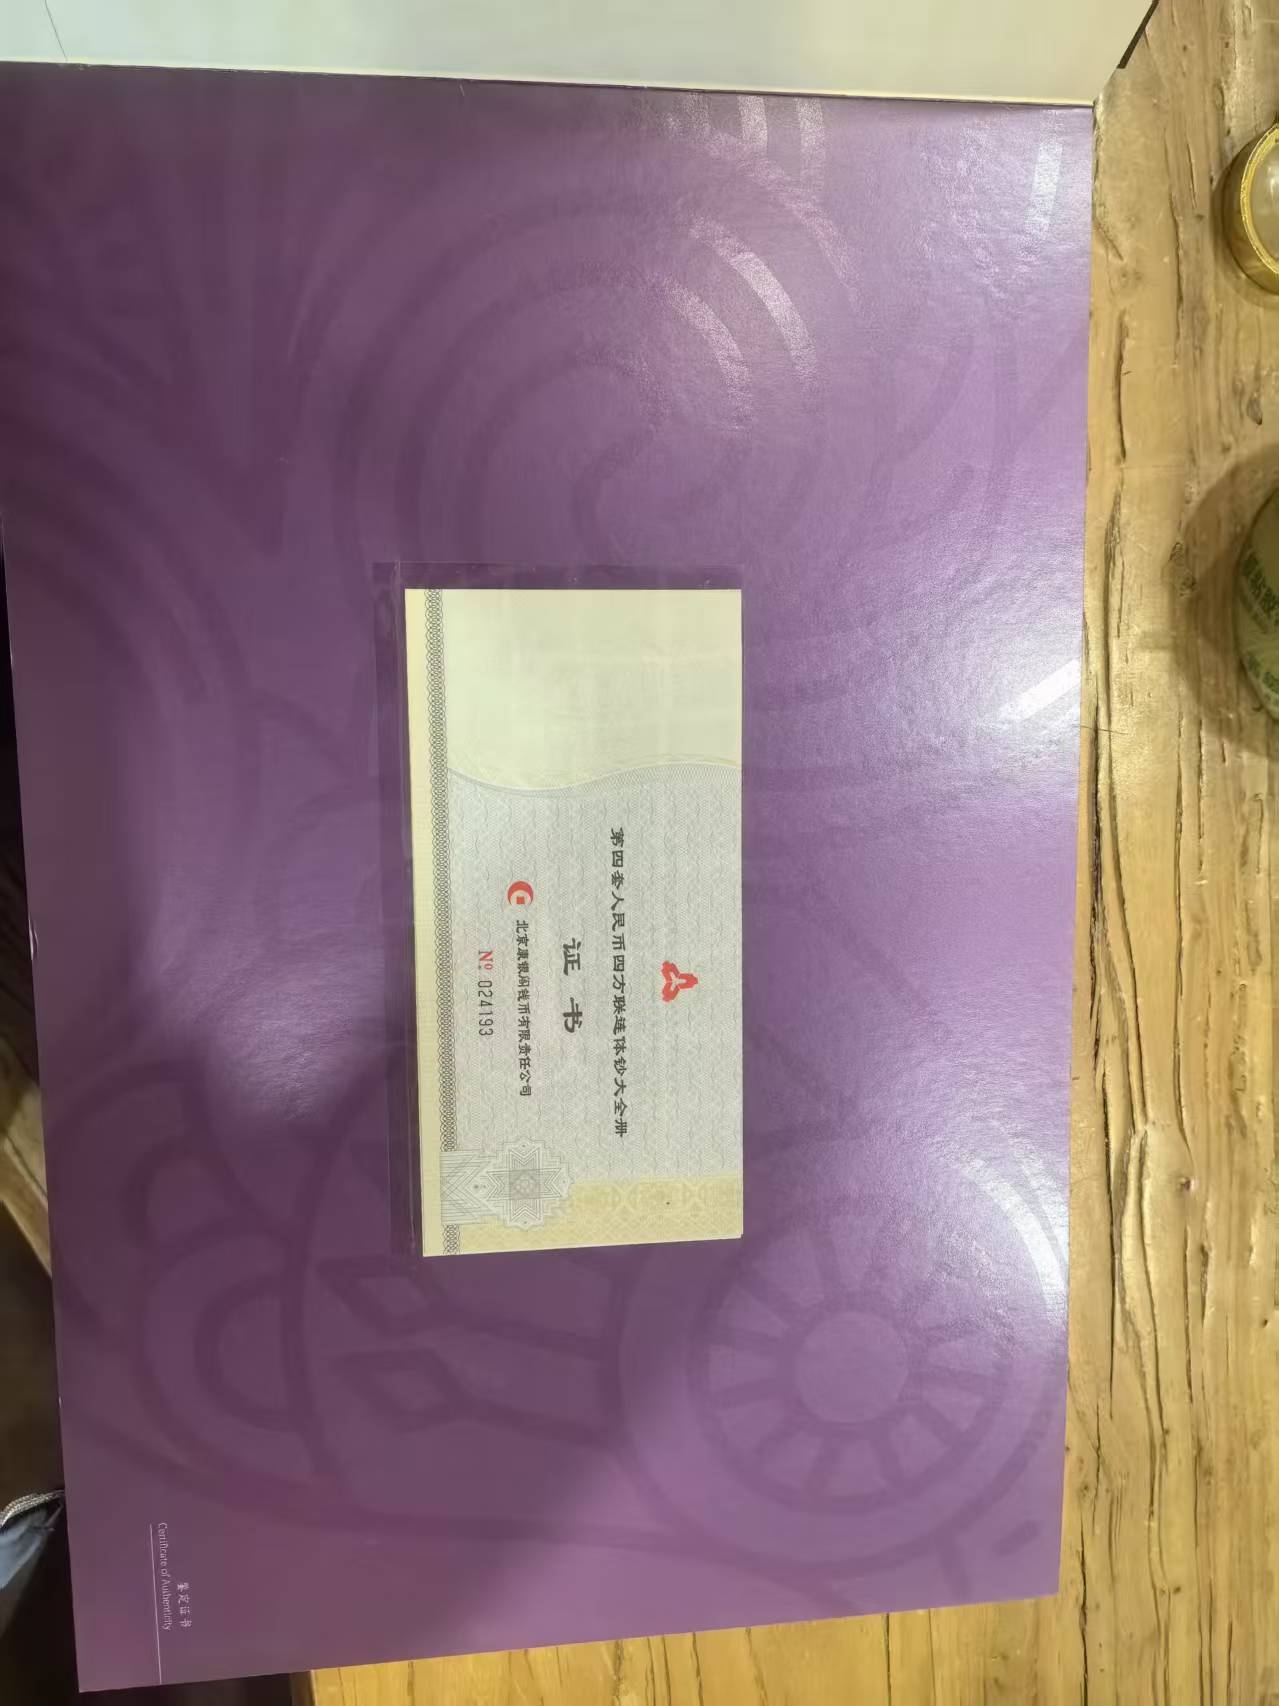 第四套人民币四方联连体钞大全册
证书
北京康银阁钱币有限责任公司
Nº 024193
鉴定证书
Certificate of Authenticity